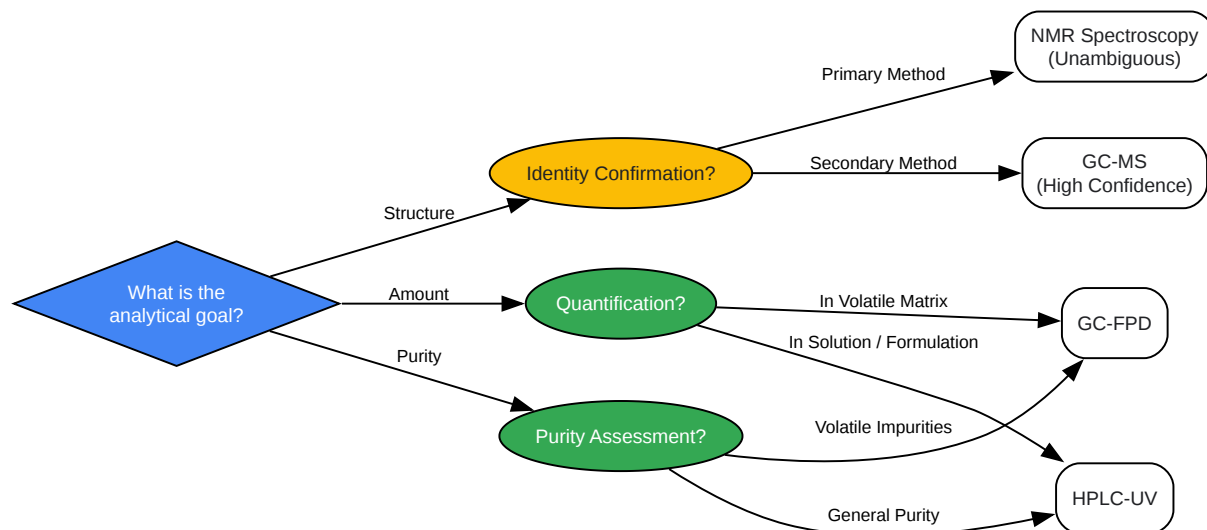 NMR Spectroscopy
(Unambiguous)
Primary Method
Identity Confirmation?
Secondary Method
GC-MS
(High Confidence)
Structure
What is the
analytical goal?
Amount
Quantification?
In Volatile Matrix
GC-FPD
In Solution / Formulation
Purity
Purity Assessment?
Volatile Impurities
General Purity
HPLC-UV